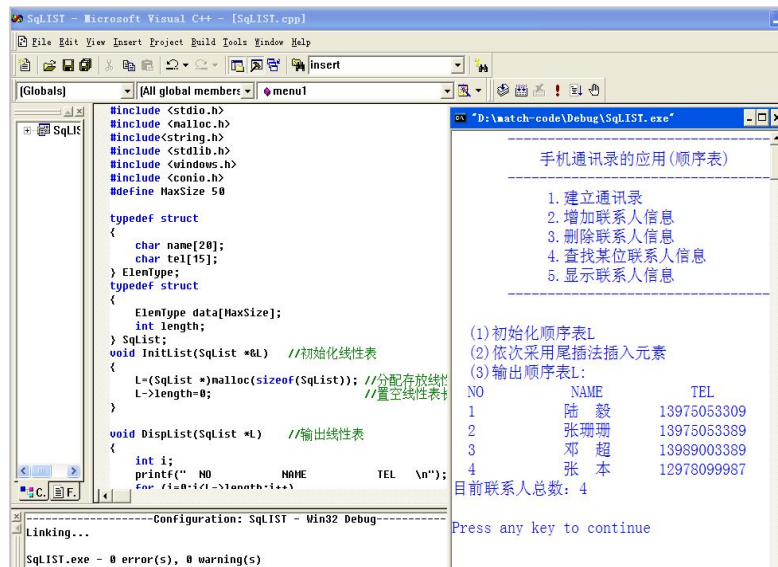 SqLIST - Microsoft Visual C++ - [SqLIST.cpp]
File Edit View Insert Project Build Tools Window Help
insert
(Globals) (All global members menu1
SqLIS
C. F.
#include <stdio.h>
#include <malloc.h>
#include<string.h>
#include <stdlib.h>
#include <windows.h>
#include <conio.h>
#define MaxSize 50
typedef struct
{
char name[20];
char tel[15];
} ElemType;
typedef struct
{
ElemType data[MaxSize];
int length;
} SqList;
void InitList(SqList *&L) //初始化线性表
{
L=(SqList *)malloc(sizeof(SqList)); //分配存放线性
L->length=0; //置空线性表长
}
void DispList(SqList *L) //输出线性表
{
int i;
printf(" NO NAME TEL \n");
for (i=0;i<L->length;i++)
"D:\match-code\Debug\SqLIST.exe"
手机通讯录的应用(顺序表)
1.建立通讯录
2.增加联系人信息
3.删除联系人信息
4.查找某位联系人信息
5.显示联系人信息
(1)初始化顺序表L
(2)依次采用尾插法插入元素
(3)输出顺序表L:
NO NAME TEL
1 陆 毅 13975053309
2 张珊珊 13975053389
3 邓 超 13989003389
4 张 本 12978099987
目前联系人总数: 4
Press any key to continue
--------------------Configuration: SqLIST - Win32 Debug----------
Linking...
SqLIST.exe - 0 error(s), 0 warning(s)